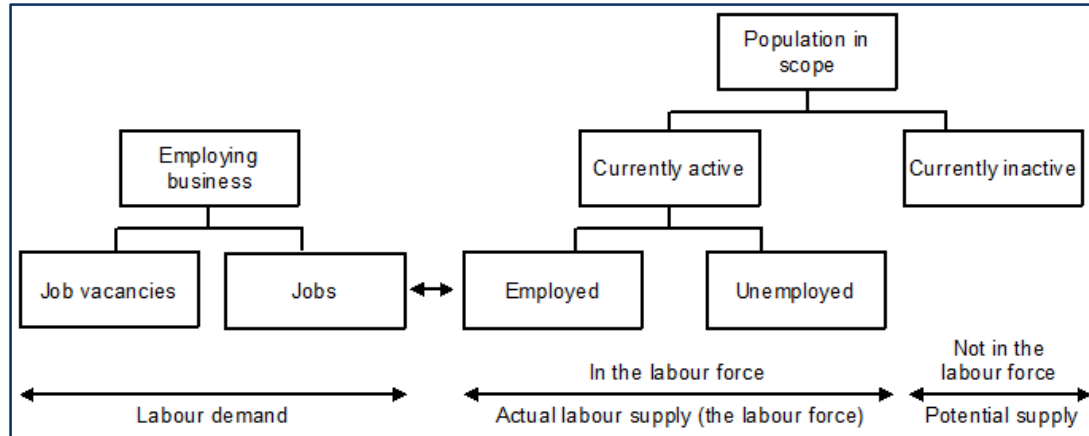 Population in
scope
Employing
business
Currently active
Currently inactive
Job vacancies
Jobs
Employed
Unemployed
In the labour force
Not in the
labour force
Labour demand
Actual labour supply (the labour force)
Potential supply